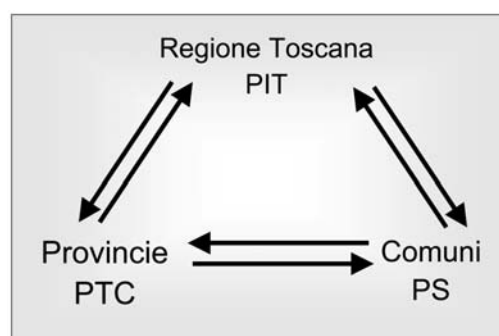 Regione Toscana
PIT
Provincie
PTC
Comuni
PS